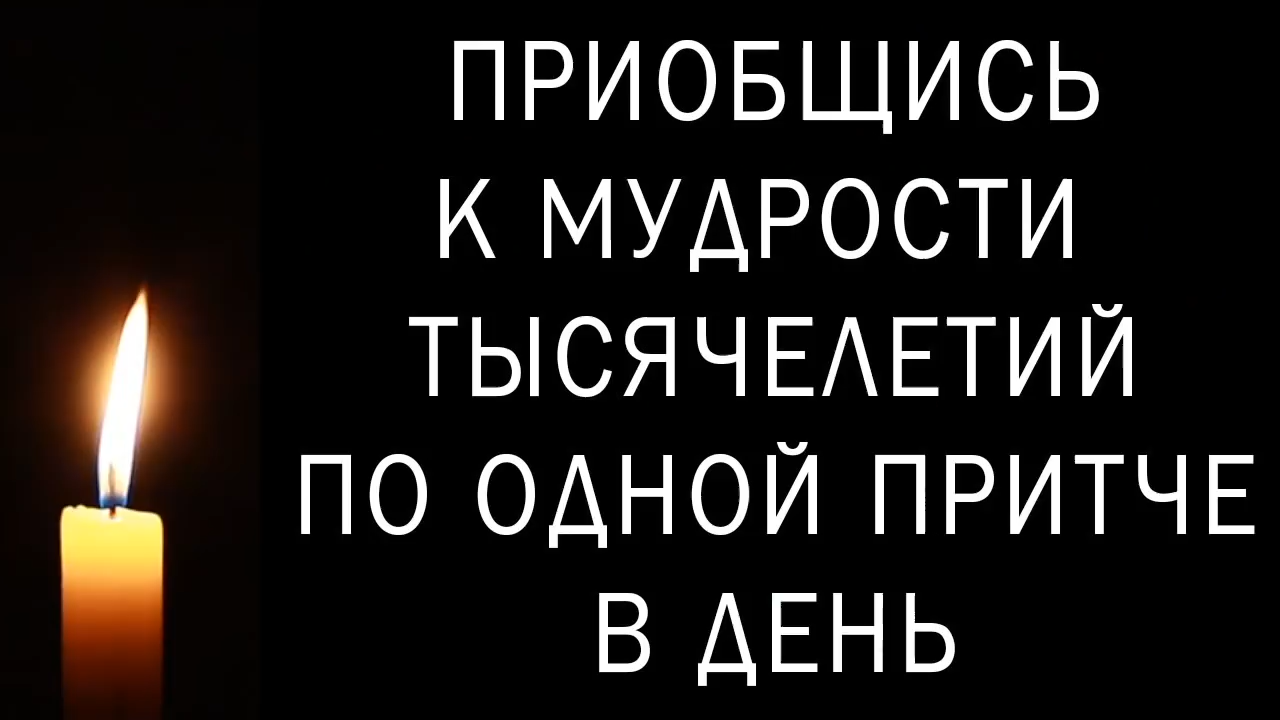 ПРИОБЩИСЬ
К МУДРОСТИ
ТЫСЯЧЕЛЕТИЙ
ПО ОДНОЙ ПРИТЧЕ
В ДЕНЬ